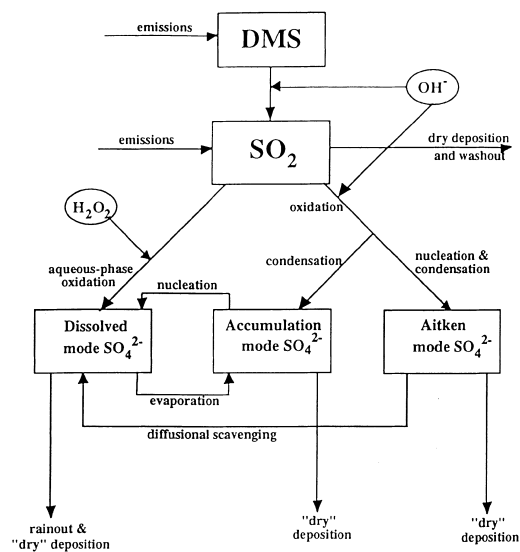 emissions
DMS
OH⁻
emissions
SO₂
dry deposition
and washout
H₂O₂
oxidation
aqueous-phase
oxidation
condensation
nucleation &
condensation
nucleation
Dissolved
mode SO₄²⁻
Accumulation
mode SO₄²⁻
Aitken
mode SO₄²⁻
evaporation
diffusional scavenging
rainout &
"dry" deposition
"dry"
deposition
"dry"
deposition